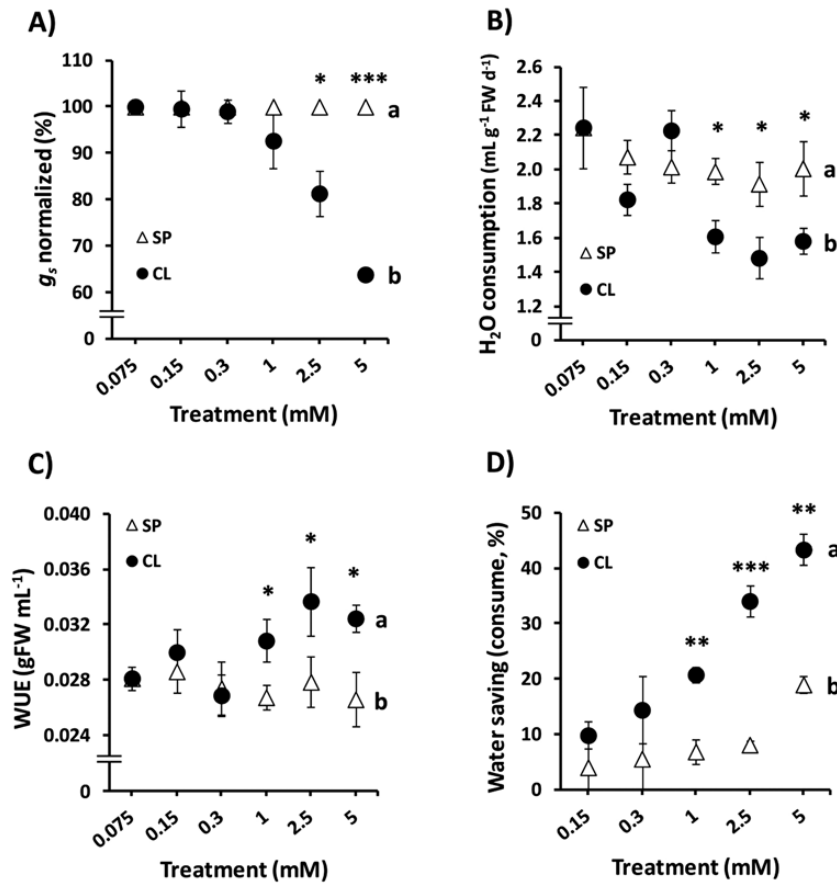 A)
* ***
110
100
90
80
70
60
0
a
b
△ SP
● CL
gs normalized (%)
0.075 0.15 0.3 1 2.5 5
Treatment (mM)
B)
2.6
2.4
2.2
2.0
1.8
1.6
1.4
1.2
0
* * *
a
b
△ SP
● CL
H₂O consumption (mL g⁻¹ FW d⁻¹)
0.075 0.15 0.3 1 2.5 5
Treatment (mM)
C)
0.040
0.036
0.032
0.028
0.024
0
△ SP
● CL
* * *
a
b
WUE (gFW mL⁻¹)
0.075 0.15 0.3 1 2.5 5
Treatment (mM)
D)
50
40
30
20
10
0
△ SP
● CL
** *** **
a
b
Water saving (consume, %)
0.15 0.3 1 2.5 5
Treatment (mM)